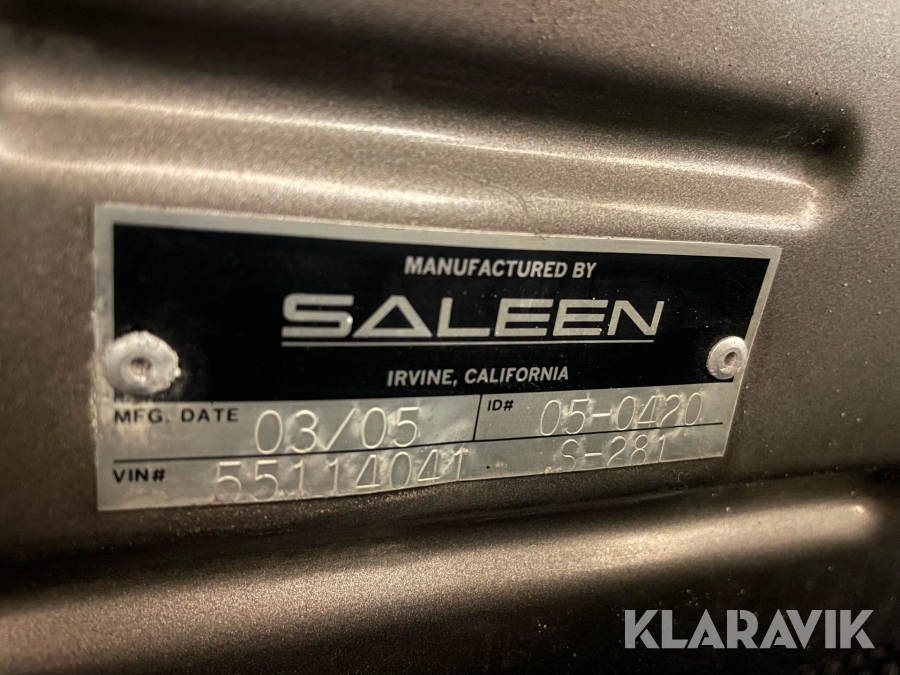 MANUFACTURED BY
SALEEN
IRVINE, CALIFORNIA
MFG. DATE 03/05 ID# 05-0420
VIN# 55114041 S-281
KLARAVIK